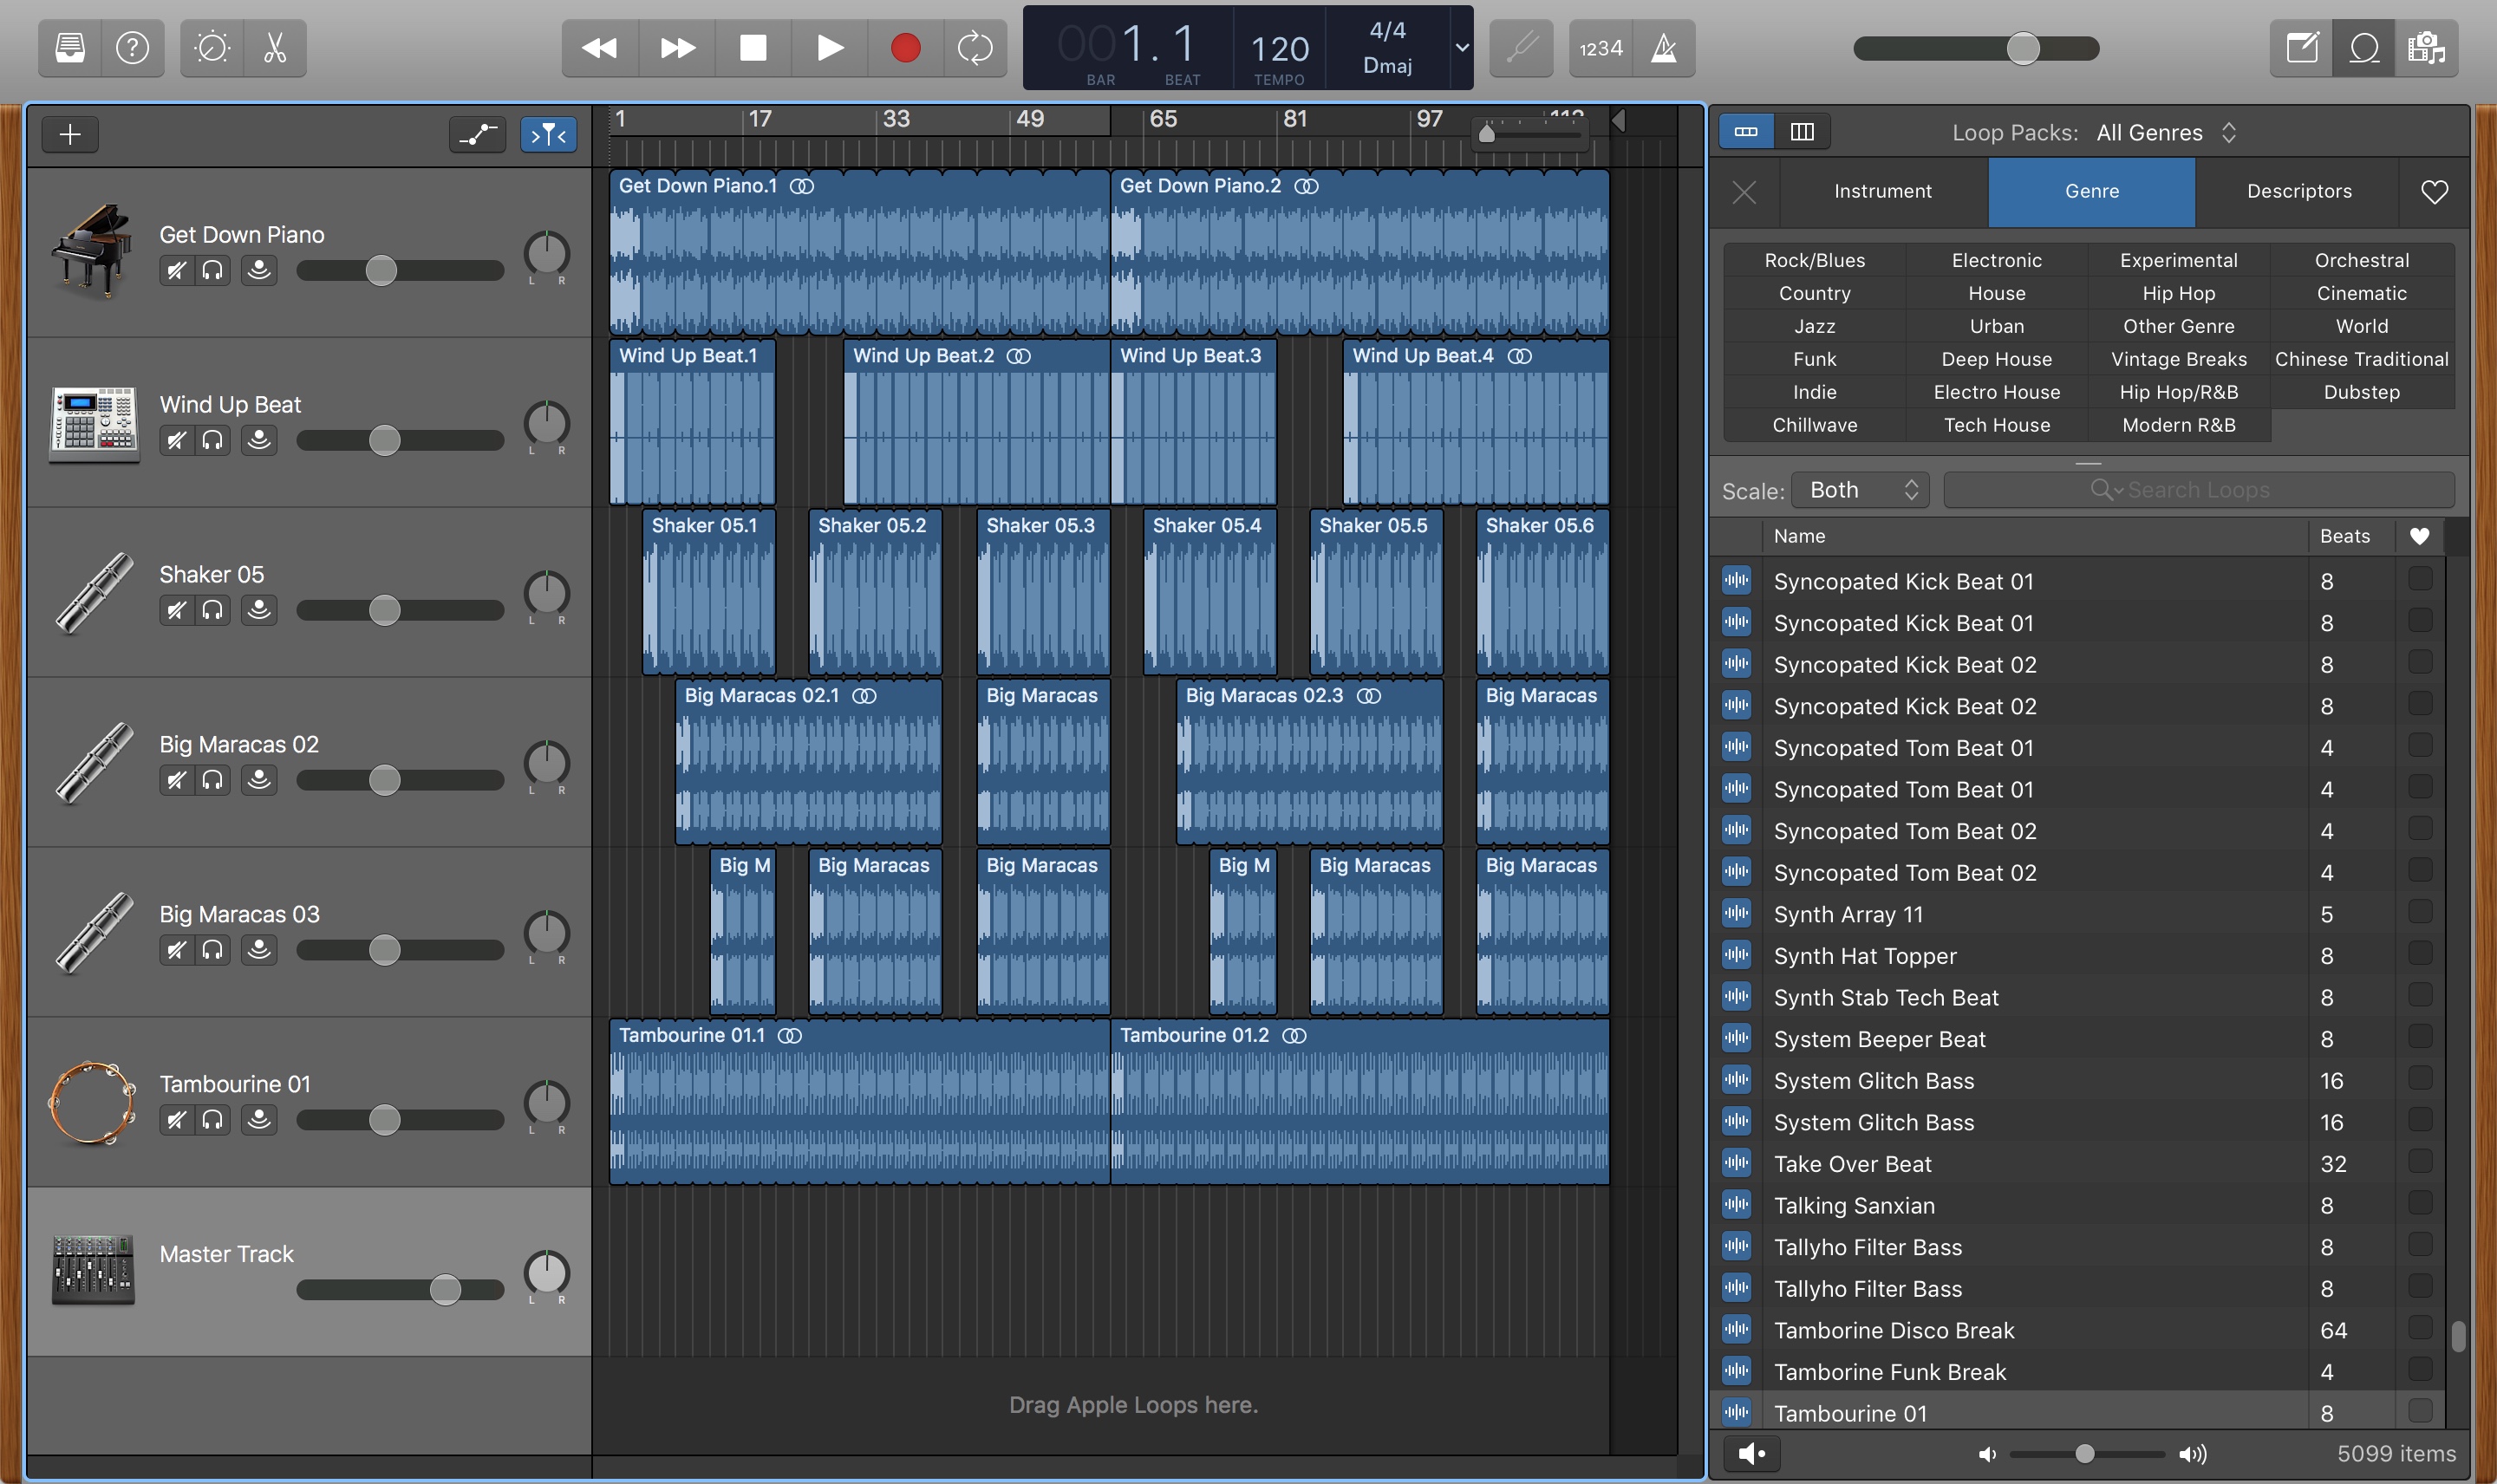 001. 1 120 4/4
Dmaj
BAR BEAT TEMPO
1234
1 17 33 49 65 81 97 113
Loop Packs: All Genres
Instrument Genre Descriptors
Rock/Blues Electronic Experimental Orchestral
Country House Hip Hop Cinematic
Jazz Urban Other Genre World
Funk Deep House Vintage Breaks Chinese Traditional
Indie Electro House Hip Hop/R&B Dubstep
Chillwave Tech House Modern R&B
Scale: Both Search Loops
Name Beats
Syncopated Kick Beat 01 8
Syncopated Kick Beat 01 8
Syncopated Kick Beat 02 8
Syncopated Kick Beat 02 8
Syncopated Tom Beat 01 4
Syncopated Tom Beat 01 4
Syncopated Tom Beat 02 4
Syncopated Tom Beat 02 4
Synth Array 11 5
Synth Hat Topper 8
Synth Stab Tech Beat 8
System Beeper Beat 8
System Glitch Bass 16
System Glitch Bass 16
Take Over Beat 32
Talking Sanxian 8
Tallyho Filter Bass 8
Tallyho Filter Bass 8
Tamborine Disco Break 64
Tamborine Funk Break 4
Tambourine 01 8
5099 items
Get Down Piano
L R
Get Down Piano.1 Get Down Piano.2
Wind Up Beat
L R
Wind Up Beat.1 Wind Up Beat.2 Wind Up Beat.3 Wind Up Beat.4
Shaker 05
L R
Shaker 05.1 Shaker 05.2 Shaker 05.3 Shaker 05.4 Shaker 05.5 Shaker 05.6
Big Maracas 02
L R
Big Maracas 02.1 Big Maracas Big Maracas 02.3 Big Maracas
Big Maracas 03
L R
Big M Big Maracas Big Maracas Big M Big Maracas Big Maracas
Tambourine 01
L R
Tambourine 01.1 Tambourine 01.2
Master Track
L R
Drag Apple Loops here.